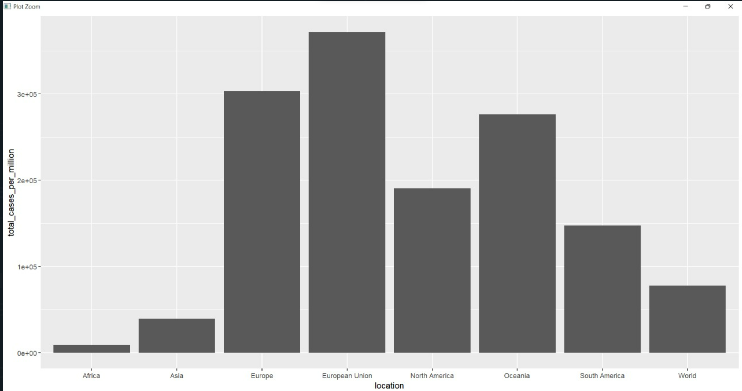 Plot Zoom
total_cases_per_million
3e+05
2e+05
1e+05
0e+00
Africa Asia Europe European Union North America Oceania South America World
location